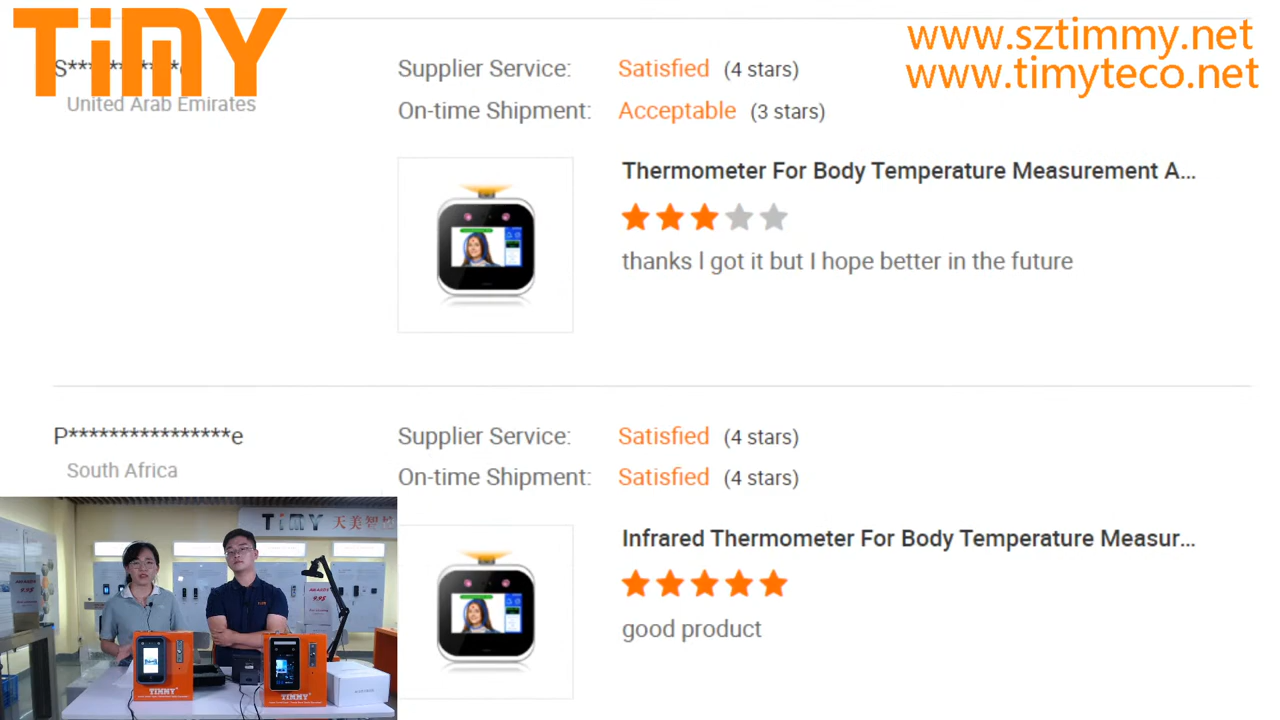 TiMY
www.sztimmy.net
www.timyteco.net
United Arab Emirates
Supplier Service: Satisfied (4 stars)
On-time Shipment: Acceptable (3 stars)
Thermometer For Body Temperature Measurement A...
thanks I got it but I hope better in the future
P****************e
South Africa
Supplier Service: Satisfied (4 stars)
On-time Shipment: Satisfied (4 stars)
Infrared Thermometer For Body Temperature Measur...
good product
TiMY 天美智
TIMMY
TIMMY